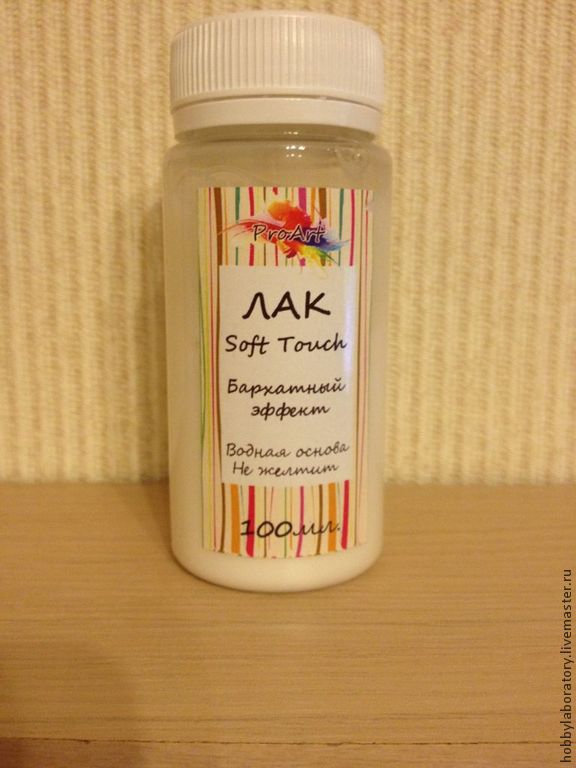 ProArt
ЛАК
Soft Touch
Бархатный
эффект
Водная основа
Не желтит
100мл.
hobbylaboratory.livemaster.ru